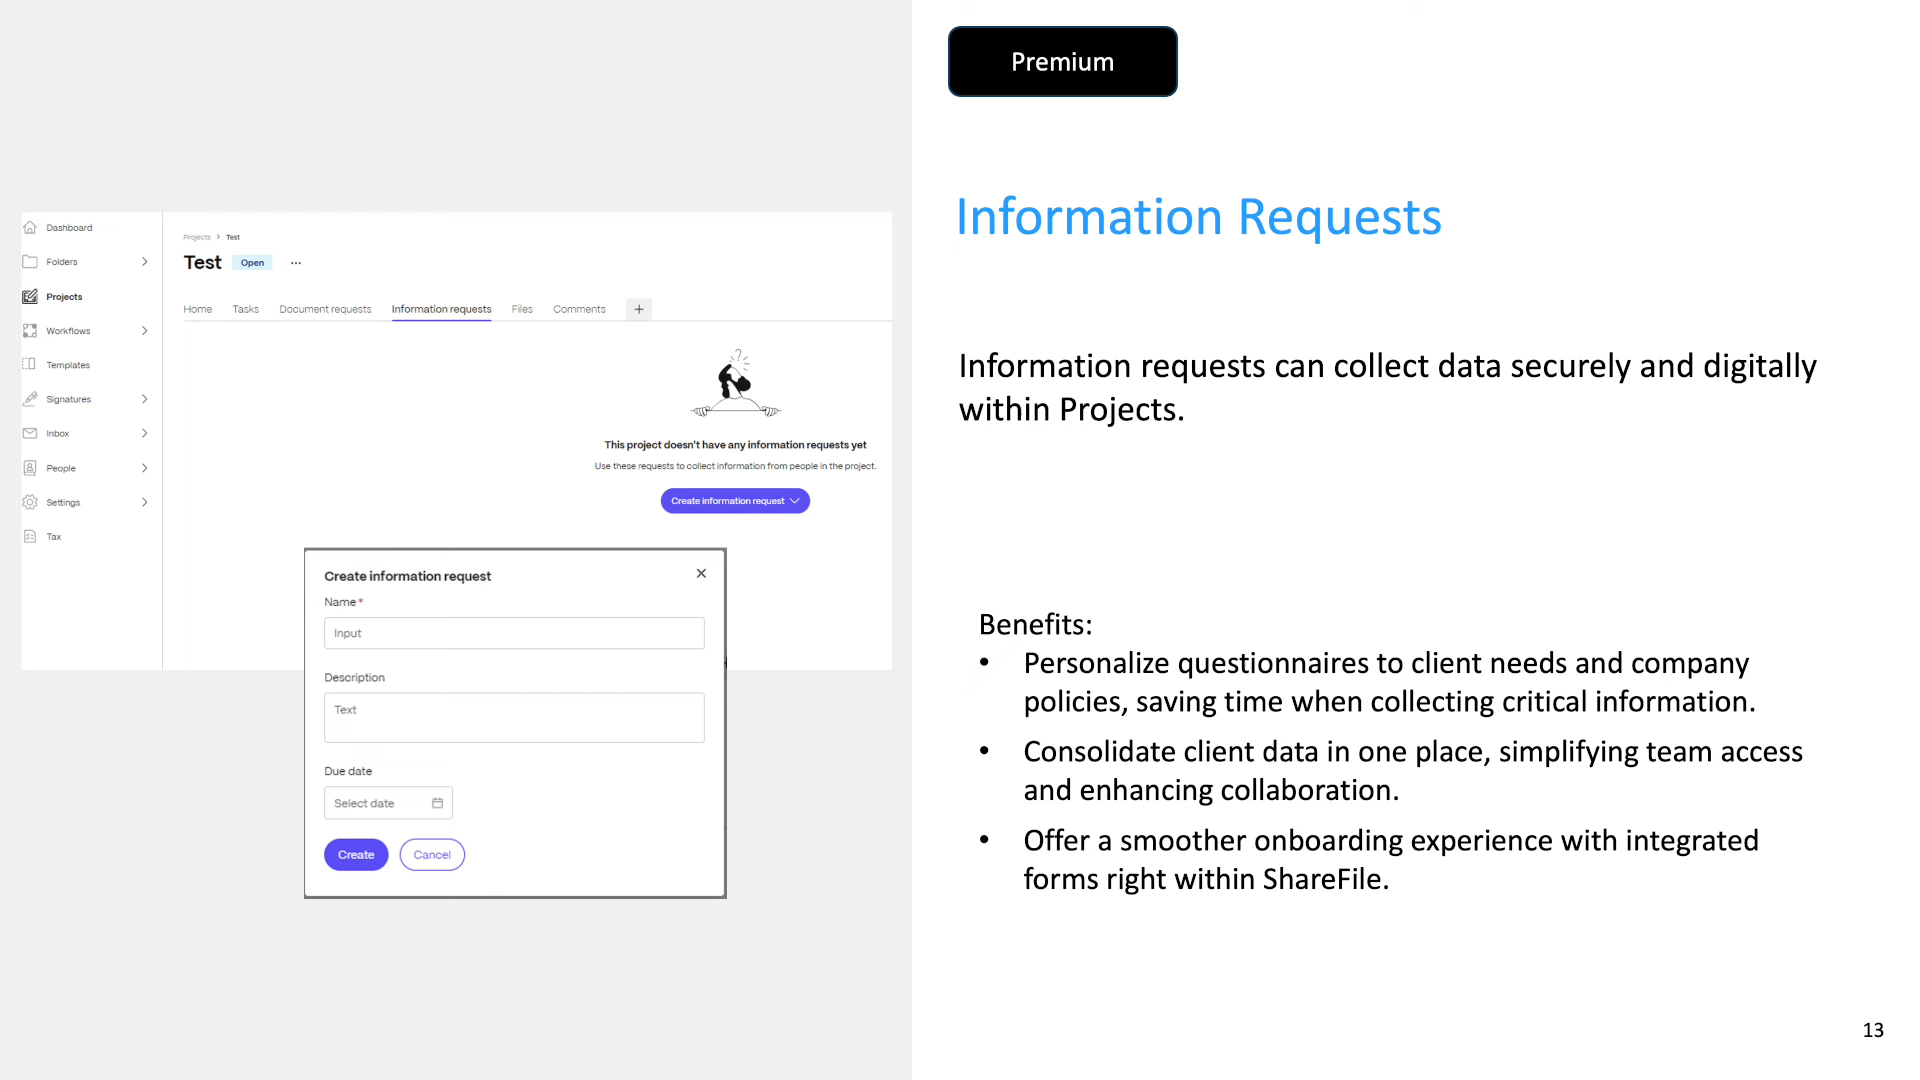 Dashboard
Folders
Projects
Workflows
Templates
Signatures
Inbox
People
Settings
Tax
Projects > Test
Test Open ...
Home Tasks Document requests Information requests Files Comments +
?
This project doesn't have any information requests yet
Use these requests to collect information from people in the project.
Create information request
Create information request
Name*
Input
Description
Text
Due date
Select date
Create Cancel
Premium
Information Requests
Information requests can collect data securely and digitally
within Projects.
Benefits:
• Personalize questionnaires to client needs and company
policies, saving time when collecting critical information.
• Consolidate client data in one place, simplifying team access
and enhancing collaboration.
• Offer a smoother onboarding experience with integrated
forms right within ShareFile.
13